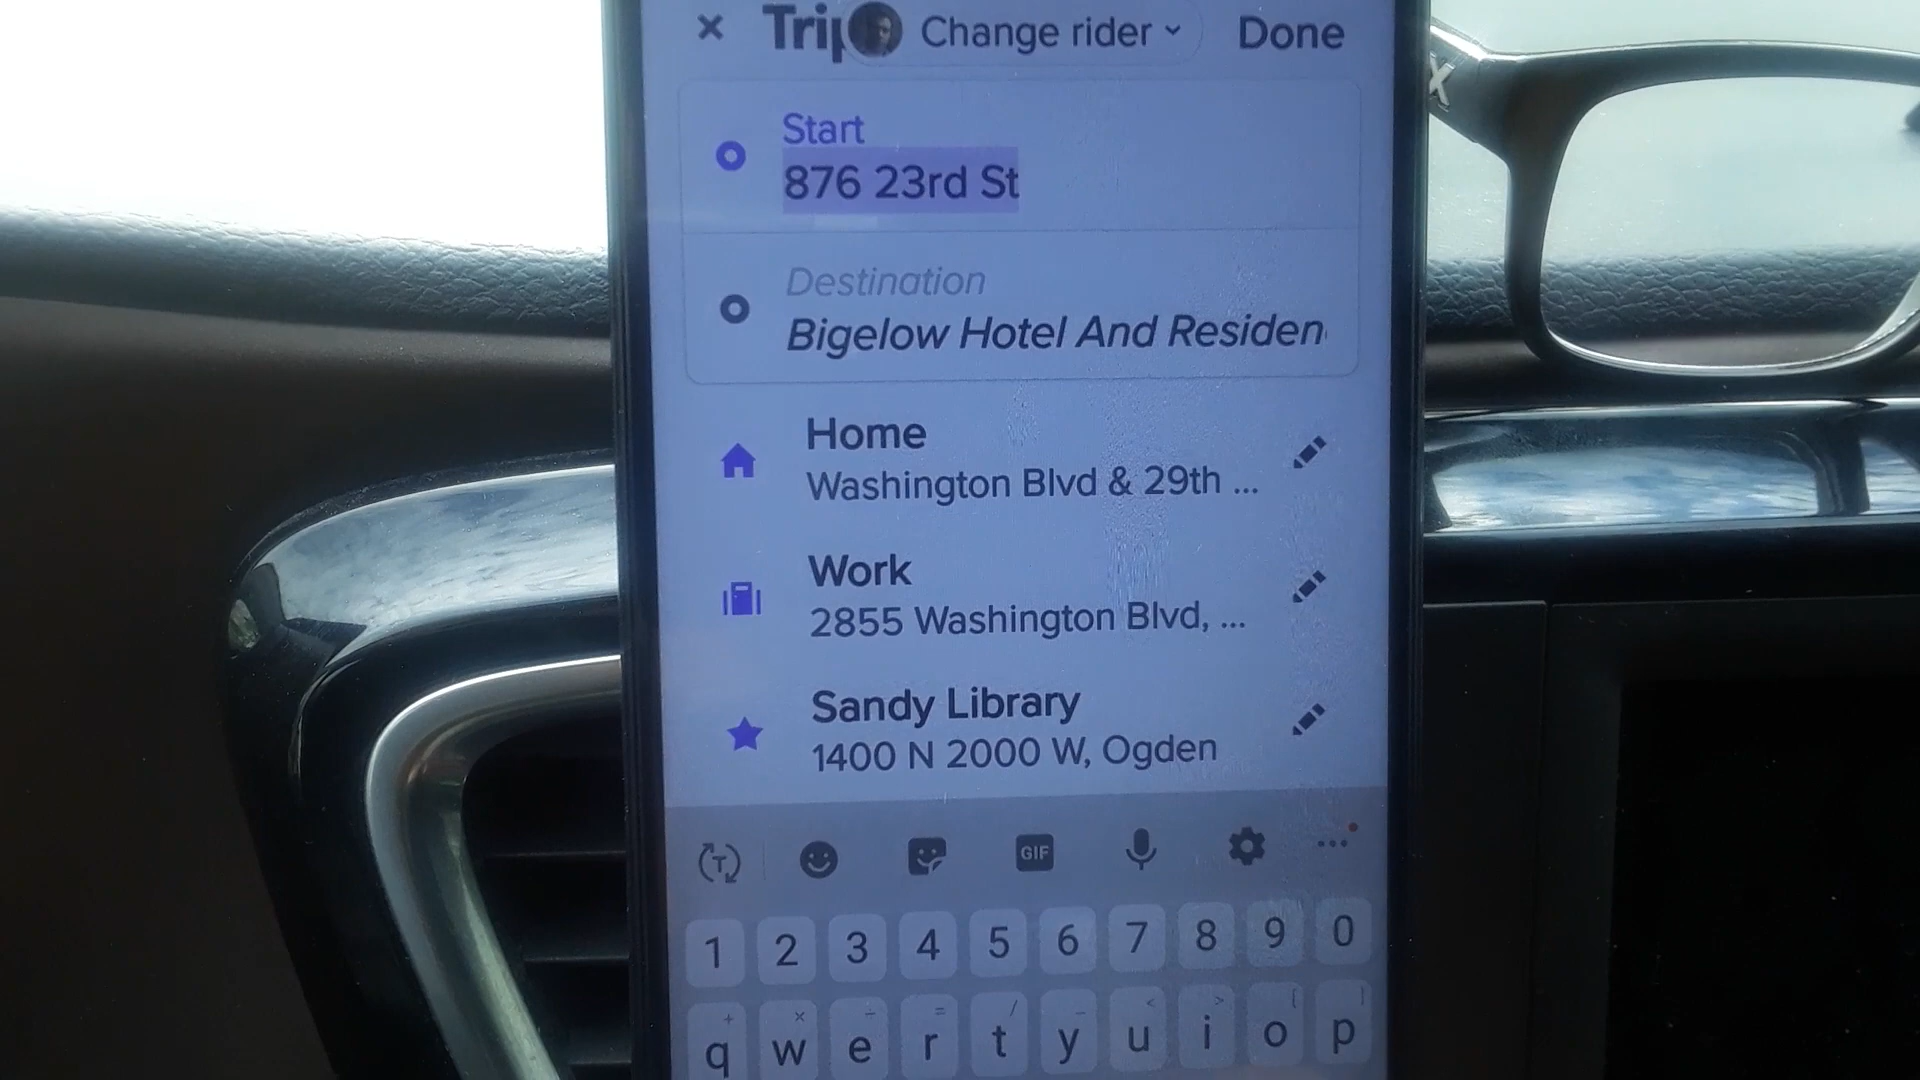 Trip Change rider Done
Start
876 23rd St
Destination
Bigelow Hotel And Residen
Home
Washington Blvd & 29th ...
Work
2855 Washington Blvd, ...
Sandy Library
1400 N 2000 W, Ogden
GIF
1 2 3 4 5 6 7 8 9 0
q w e r t y u i o p
X